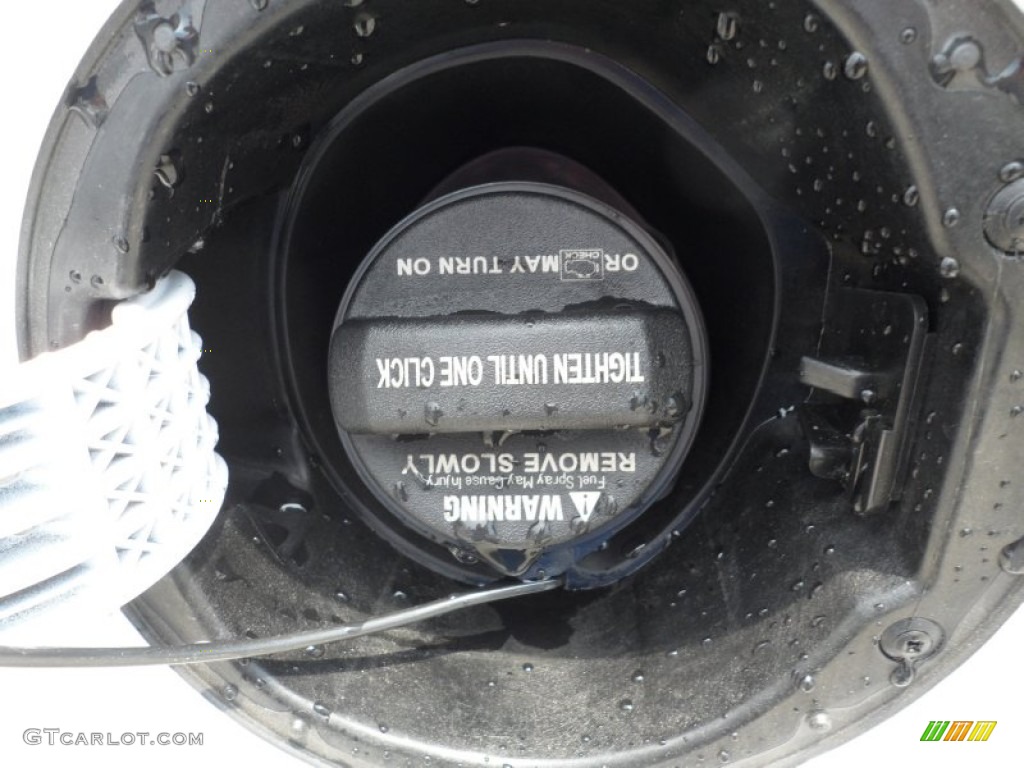 WARNING
Fuel Spray May Cause Injury
REMOVE SLOWLY
TIGHTEN UNTIL ONE CLICK
OR CHECK MAY TURN ON
GTCARLOT.COM